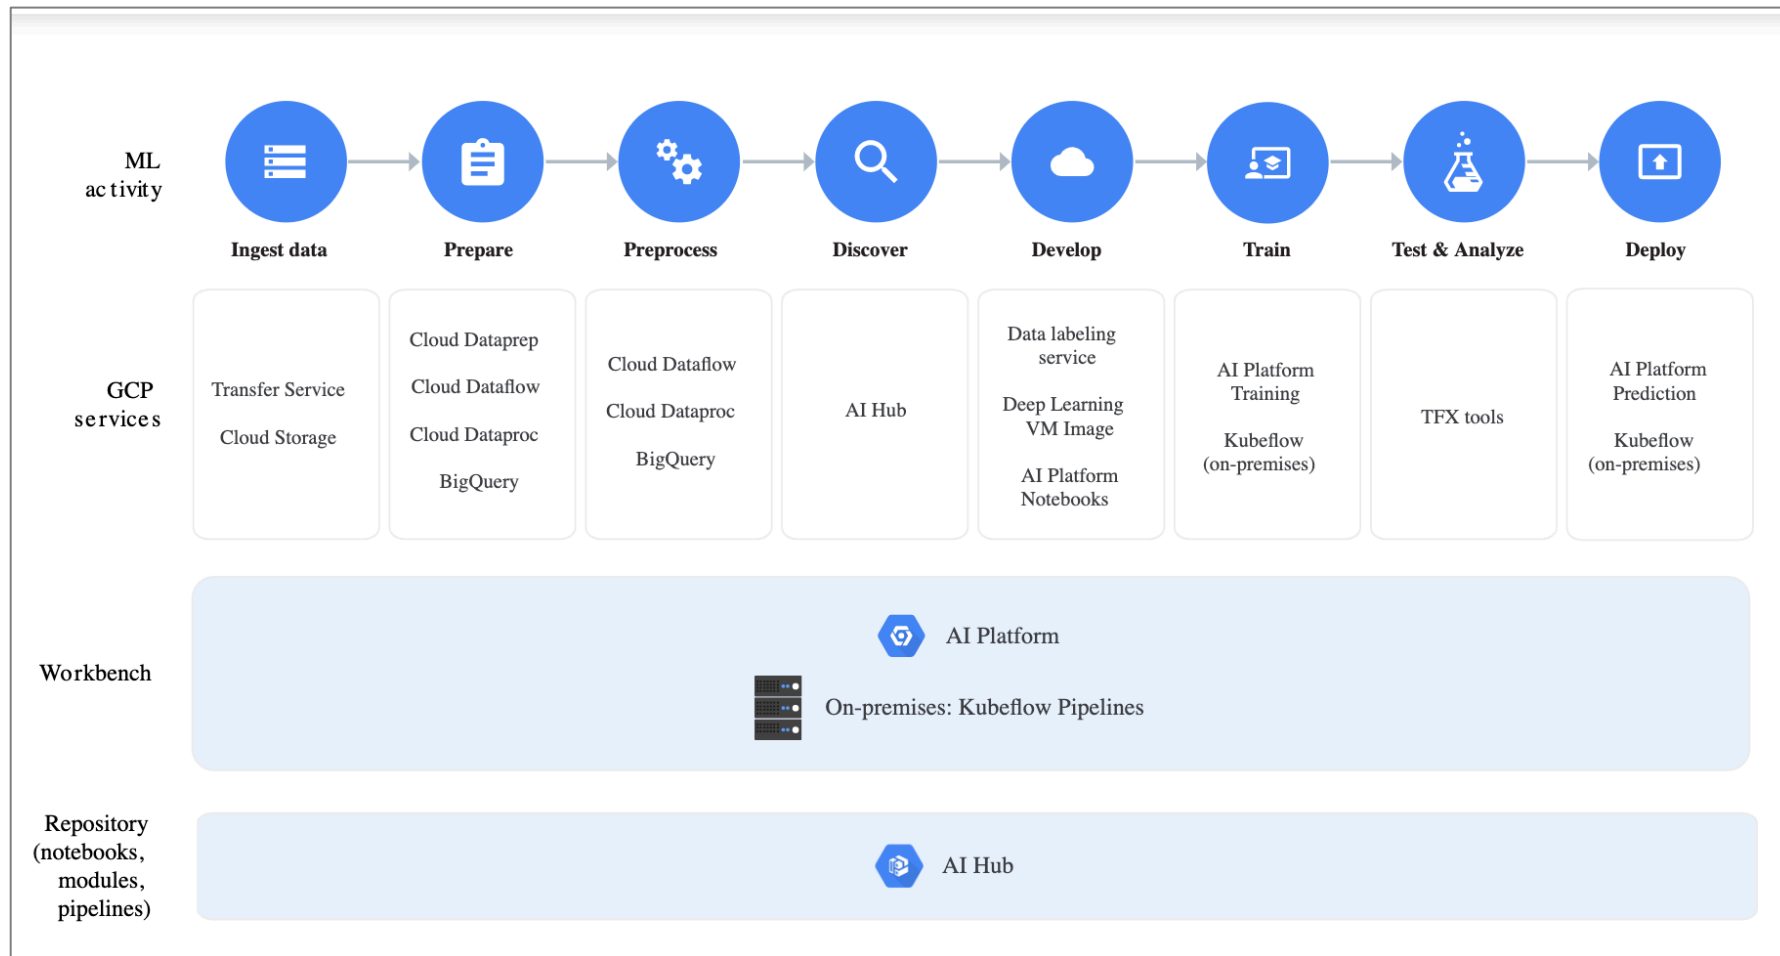 ML
activity
Ingest data
Prepare
Preprocess
Discover
Develop
Train
Test & Analyze
Deploy
GCP
services
Transfer Service
Cloud Storage
Cloud Dataprep
Cloud Dataflow
Cloud Dataproc
BigQuery
Cloud Dataflow
Cloud Dataproc
BigQuery
AI Hub
Data labeling
service
Deep Learning
VM Image
AI Platform
Notebooks
AI Platform
Training
Kubeflow
(on-premises)
TFX tools
AI Platform
Prediction
Kubeflow
(on-premises)
Workbench
AI Platform
On-premises: Kubeflow Pipelines
Repository
(notebooks,
modules,
pipelines)
AI Hub